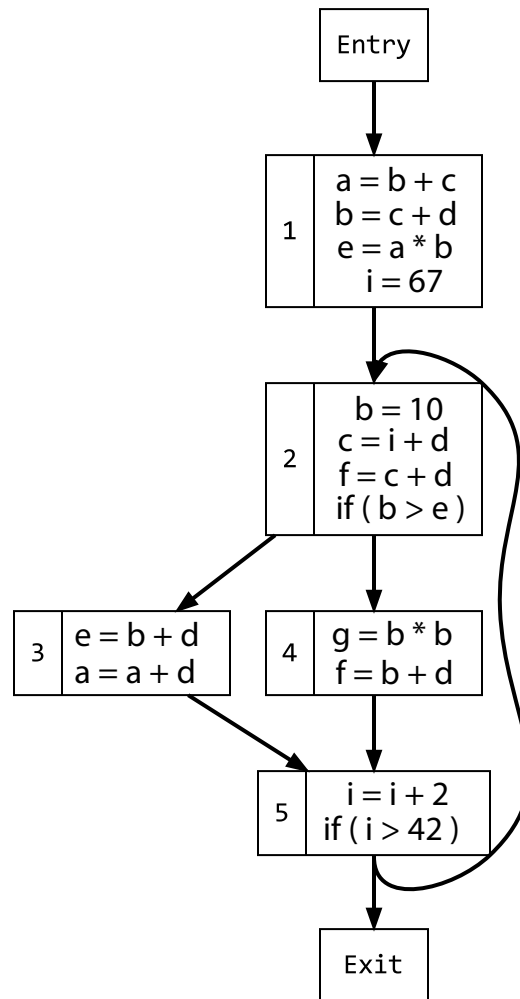 Entry
1
a = b + c
b = c + d
e = a * b
i = 67
2
b = 10
c = i + d
f = c + d
if ( b > e )
3
e = b + d
a = a + d
4
g = b * b
f = b + d
5
i = i + 2
if ( i > 42 )
Exit